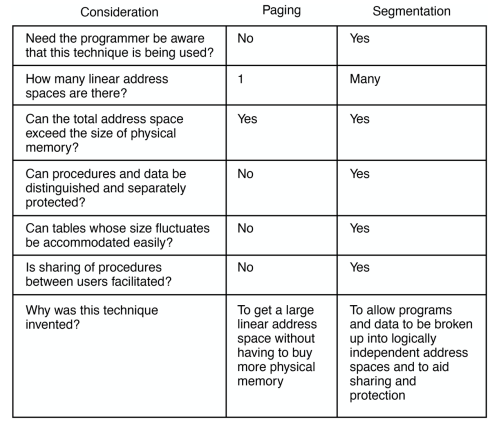 Consideration Paging Segmentation
Need the programmer be aware No Yes
that this technique is being used?
How many linear address 1 Many
spaces are there?
Can the total address space Yes Yes
exceed the size of physical
memory?
Can procedures and data be No Yes
distinguished and separately
protected?
Can tables whose size fluctuates No Yes
be accommodated easily?
Is sharing of procedures No Yes
between users facilitated?
Why was this technique To get a large To allow programs
invented? linear address and data to be broken
space without up into logically
having to buy independent address
more physical spaces and to aid
memory sharing and
protection